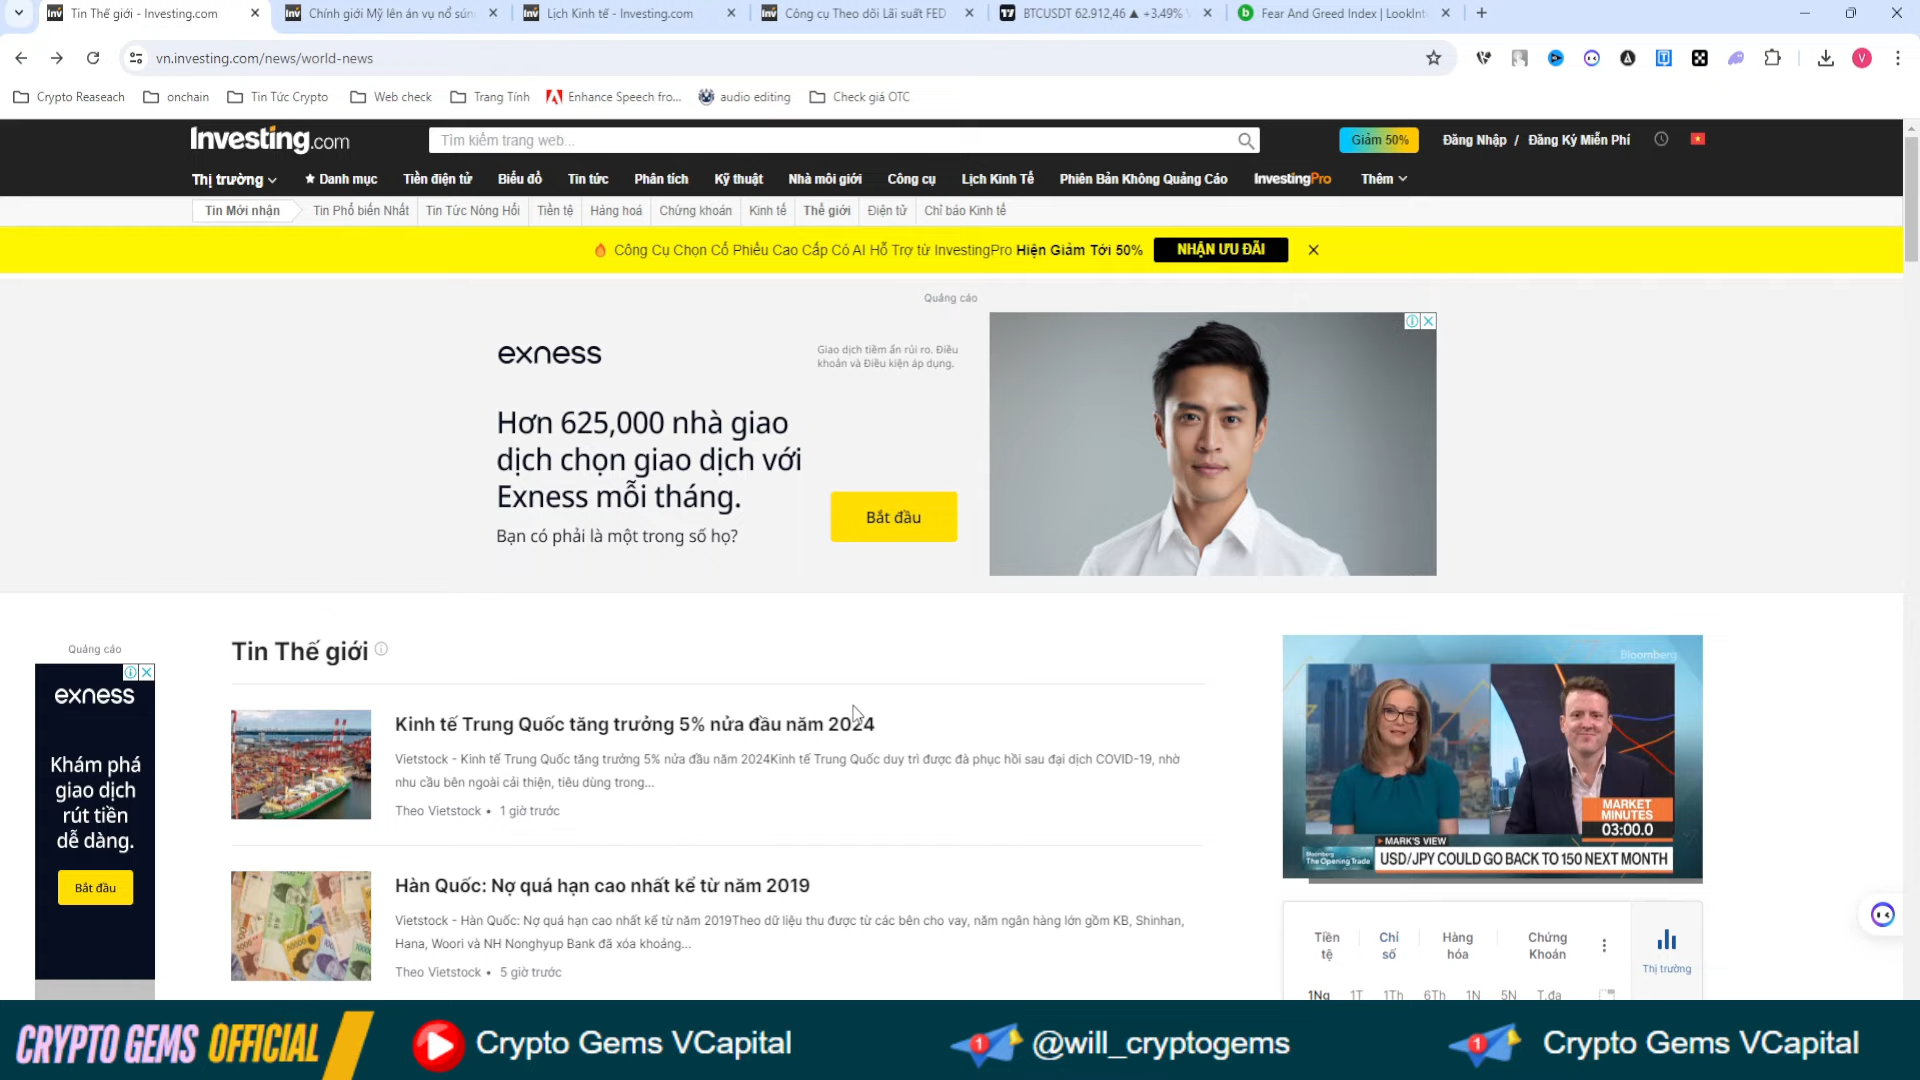 Tin Thế giới - Investing.com
Chính giới Mỹ lên án vụ nổ sún
Lịch Kinh tế - Investing.com
Công cụ Theo dõi Lãi suất FED
BTCUSDT 62.912,46 ▲ +3.49%
Fear And Greed Index | LookInt
vn.investing.com/news/world-news
Crypto Reaseach
onchain
Tin Tức Crypto
Web check
Trang Tính
Enhance Speech fro...
audio editing
Check giá OTC
Investing.com
Tìm kiếm trang web...
Giảm 50%
Đăng Nhập / Đăng Ký Miễn Phí
Thị trường
★ Danh mục
Tiền điện tử
Biểu đồ
Tin tức
Phân tích
Kỹ thuật
Nhà môi giới
Công cụ
Lịch Kinh Tế
Phiên Bản Không Quảng Cáo
InvestingPro
Thêm
Tin Mới nhận
Tin Phổ biến Nhất
Tin Tức Nóng Hổi
Tiền tệ
Hàng hoá
Chứng khoán
Kinh tế
Thế giới
Điện tử
Chỉ báo Kinh tế
Công Cụ Chọn Cổ Phiếu Cao Cấp Có AI Hỗ Trợ từ InvestingPro Hiện Giảm Tới 50%
NHẬN ƯU ĐÃI
Quảng cáo
exness
Giao dịch tiềm ẩn rủi ro. Điều
khoản và Điều kiện áp dụng.
Hơn 625,000 nhà giao
dịch chọn giao dịch với
Exness mỗi tháng.
Bạn có phải là một trong số họ?
Bắt đầu
Quảng cáo
exness
Khám phá
giao dịch
rút tiền
dễ dàng.
Bắt đầu
Tin Thế giới
Kinh tế Trung Quốc tăng trưởng 5% nửa đầu năm 2024
Vietstock - Kinh tế Trung Quốc tăng trưởng 5% nửa đầu năm 2024Kinh tế Trung Quốc duy trì được đà phục hồi sau đại dịch COVID-19, nhờ
nhu cầu bên ngoài cải thiện, tiêu dùng trong...
Theo Vietstock • 1 giờ trước
Hàn Quốc: Nợ quá hạn cao nhất kể từ năm 2019
Vietstock - Hàn Quốc: Nợ quá hạn cao nhất kể từ năm 2019Theo dữ liệu thu được từ các bên cho vay, năm ngân hàng lớn gồm KB, Shinhan,
Hana, Woori và NH Nonghyup Bank đã xóa khoảng...
Theo Vietstock • 5 giờ trước
Bloomberg
MARKET
MINUTES
03:00.0
MARK'S VIEW
Bloomberg
The Opening Trade
USD/JPY COULD GO BACK TO 150 NEXT MONTH
Tiền
tệ
Chỉ
số
Hàng
hóa
Chứng
Khoán
Thị trường
1Ng
1T
1Th
6Th
1N
5N
T.đa
CRYPTO GEMS OFFICIAL
Crypto Gems VCapital
1
@will_cryptogems
1
Crypto Gems VCapital